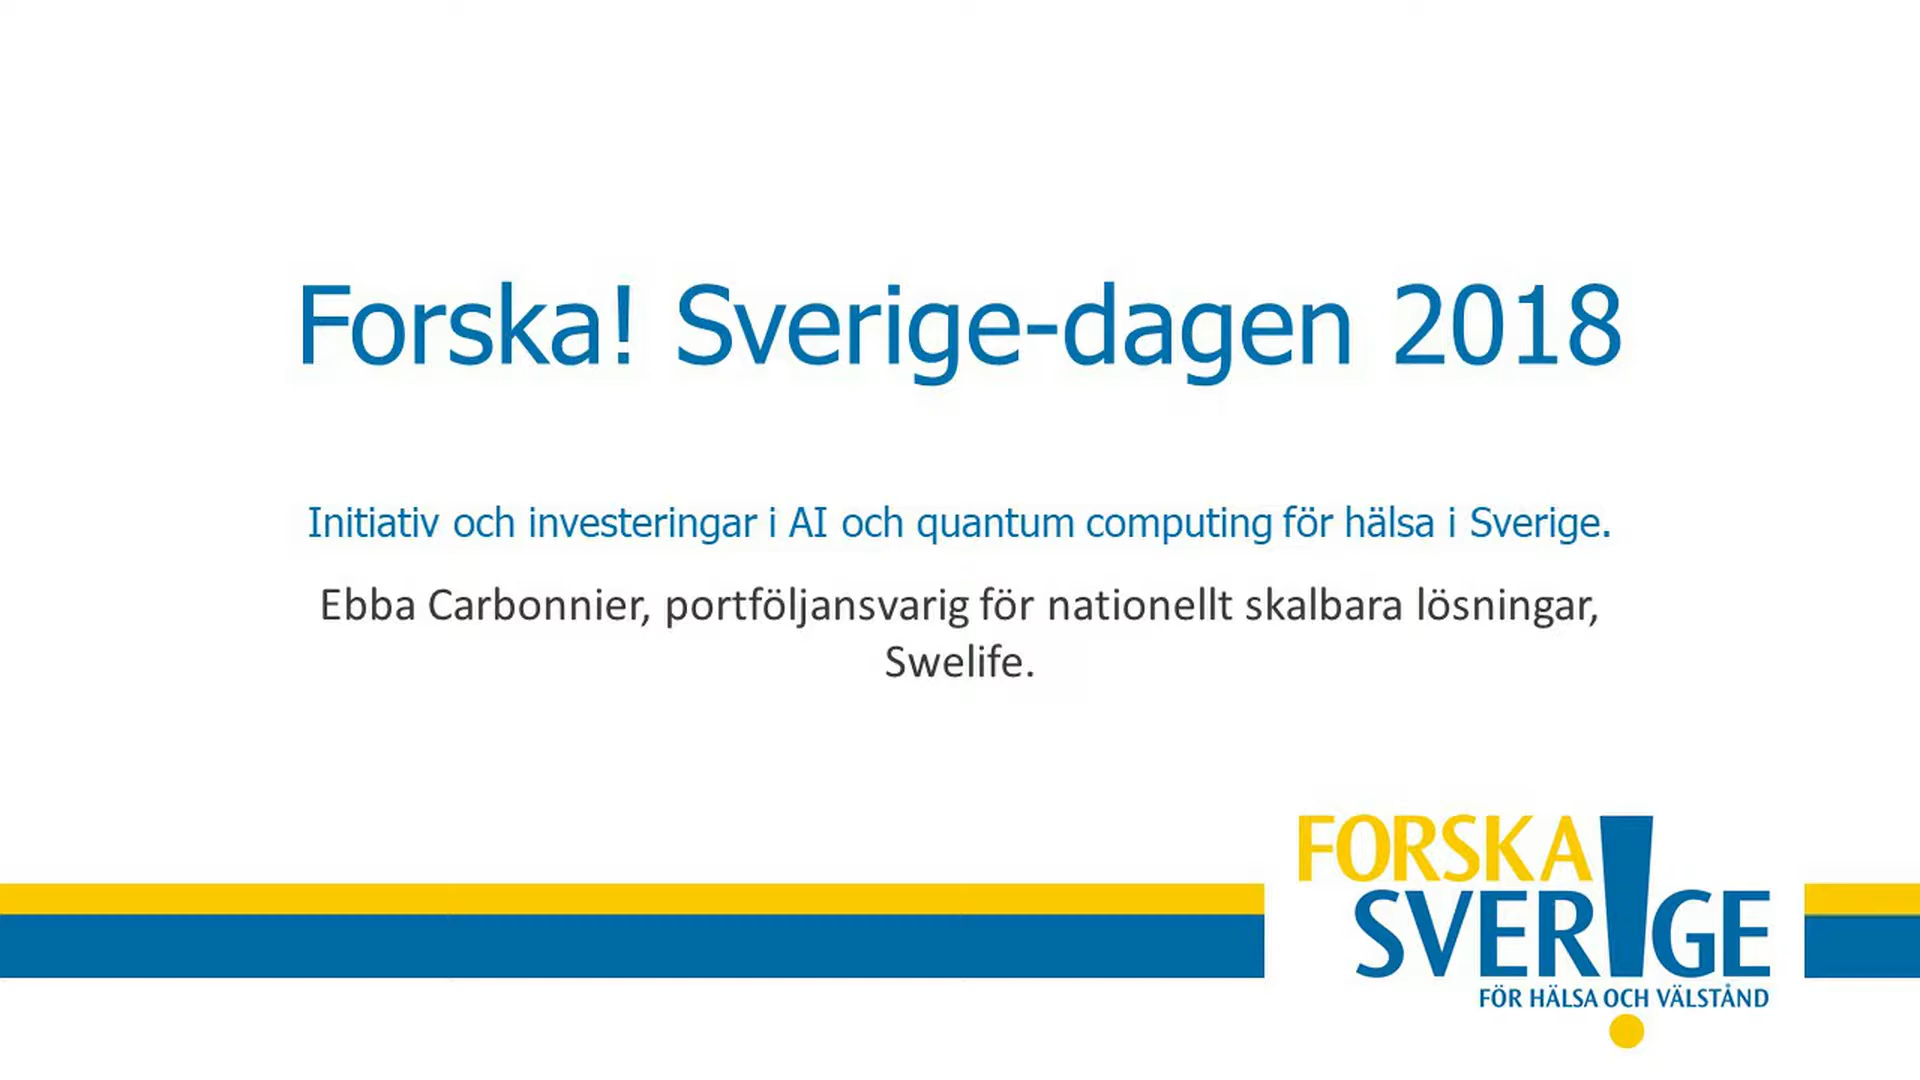 Forska! Sverige-dagen 2018
Initiativ och investeringar i AI och quantum computing för hälsa i Sverige.
Ebba Carbonnier, portföljansvarig för nationellt skalbara lösningar,
Swelife.
FORSKA!
SVERIGE
FÖR HÄLSA OCH VÄLSTÅND